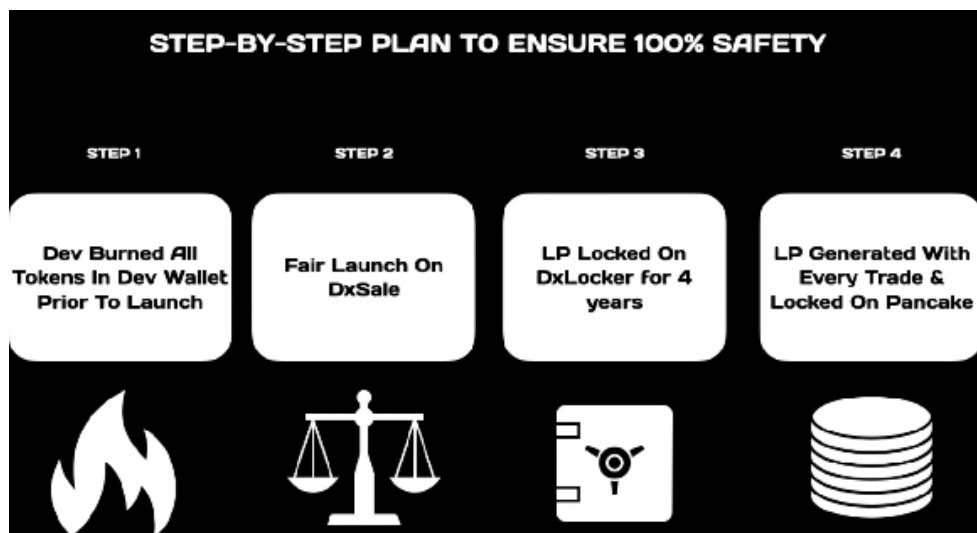 STEP-BY-STEP PLAN TO ENSURE 100% SAFETY
STEP 1
Dev Burned All
Tokens In Dev Wallet
Prior To Launch
STEP 2
Fair Launch On
DxSale
STEP 3
LP Locked On
DxLocker for 4
years
STEP 4
LP Generated With
Every Trade &
Locked On Pancake